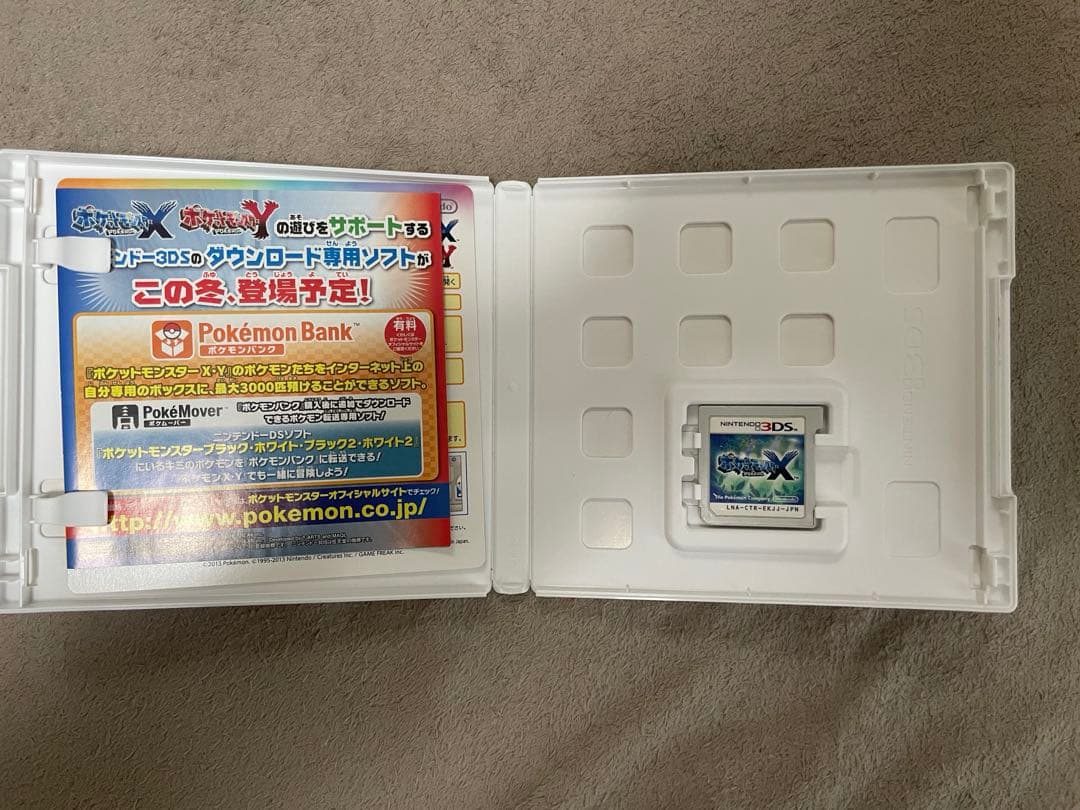 ポケットモンスターX ポケットモンスターYの遊びをサポートする
ンドー3DSのダウンロード専用ソフトが
この冬、登場予定!
Pokémon Bank™
ポケモンバンク
有料
『ポケットモンスター X・Y』のポケモンたちをインターネット上の
自分専用のボックスに、最大3000匹預けることができるソフト。
PokéMover™
ポケムーバー
『ポケモンバンク』購入後に追加でダウンロード
できるポケモン転送専用ソフト!
ニンテンドーDSソフト
『ポケットモンスターブラック・ホワイト・ブラック2・ホワイト2』
にいるキミのポケモンを『ポケモンバンク』に転送できる!
『ポケモンX・Y』でも一緒に冒険しよう!
ポケットモンスターオフィシャルサイトでチェック!
http://www.pokemon.co.jp/
©2013 Pokémon. ©1995-2013 Nintendo / Creatures Inc. / GAME FREAK inc.
NINTENDO 3DS™
ポケットモンスターX
The Pokémon Company
Nintendo
LNA-CTR-EKJJ-JPN
NINTENDO 3DS